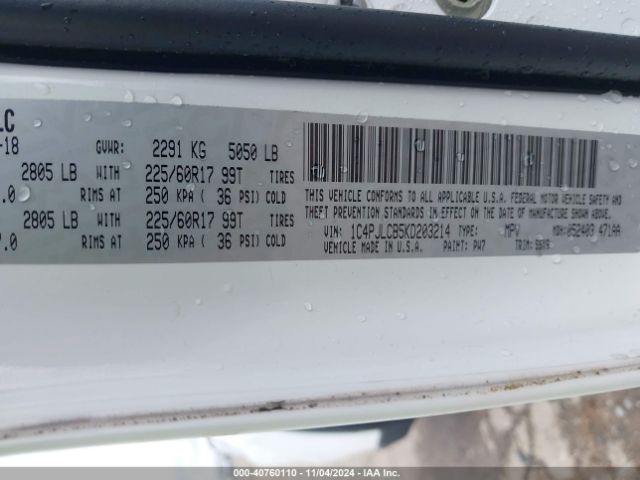 LC
-18
GVWR: 2291 KG 5050 LB
2805 LB WITH 225/60R17 99T TIRES
.0 RIMS AT 250 KPA ( 36 PSI) COLD
2805 LB WITH 225/60R17 99T TIRES
.0 RIMS AT 250 KPA ( 36 PSI) COLD
THIS VEHICLE CONFORMS TO ALL APPLICABLE U.S.A. FEDERAL MOTOR VEHICLE SAFETY AND
THEFT PREVENTION STANDARDS IN EFFECT ON THE DATE OF MANUFACTURE SHOWN ABOVE.
VIN: 1C4PJLCB5KD203214 TYPE: MPV MDH: 052403 471AA
VEHICLE MADE IN U.S.A. PAINT: PW7 TRIM:
000-40760110 - 11/04/2024 - IAA Inc.